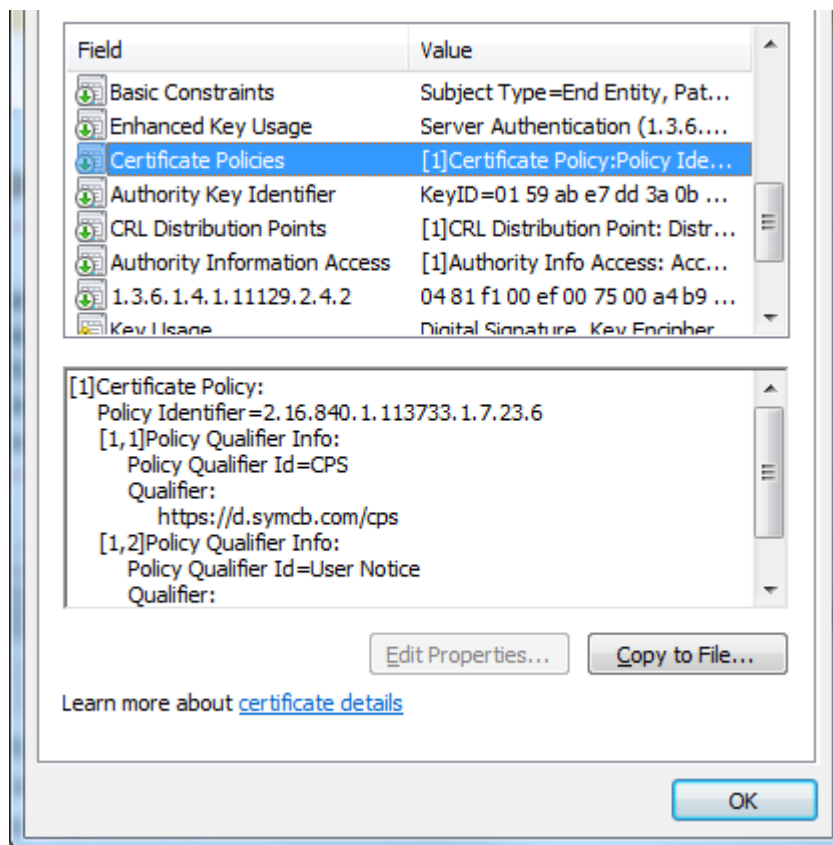 Field Value
Basic Constraints Subject Type=End Entity, Pat...
Enhanced Key Usage Server Authentication (1.3.6....
Certificate Policies [1]Certificate Policy:Policy Ide...
Authority Key Identifier KeyID=01 59 ab e7 dd 3a 0b ...
CRL Distribution Points [1]CRL Distribution Point: Distr...
Authority Information Access [1]Authority Info Access: Acc...
1.3.6.1.4.1.11129.2.4.2 04 81 f1 00 ef 00 75 00 a4 b9 ...
Key Usage Digital Signature, Key Encipher
[1]Certificate Policy:
Policy Identifier=2.16.840.1.113733.1.7.23.6
[1,1]Policy Qualifier Info:
Policy Qualifier Id=CPS
Qualifier:
https://d.symcb.com/cps
[1,2]Policy Qualifier Info:
Policy Qualifier Id=User Notice
Qualifier:
Edit Properties... Copy to File...
Learn more about certificate details
OK